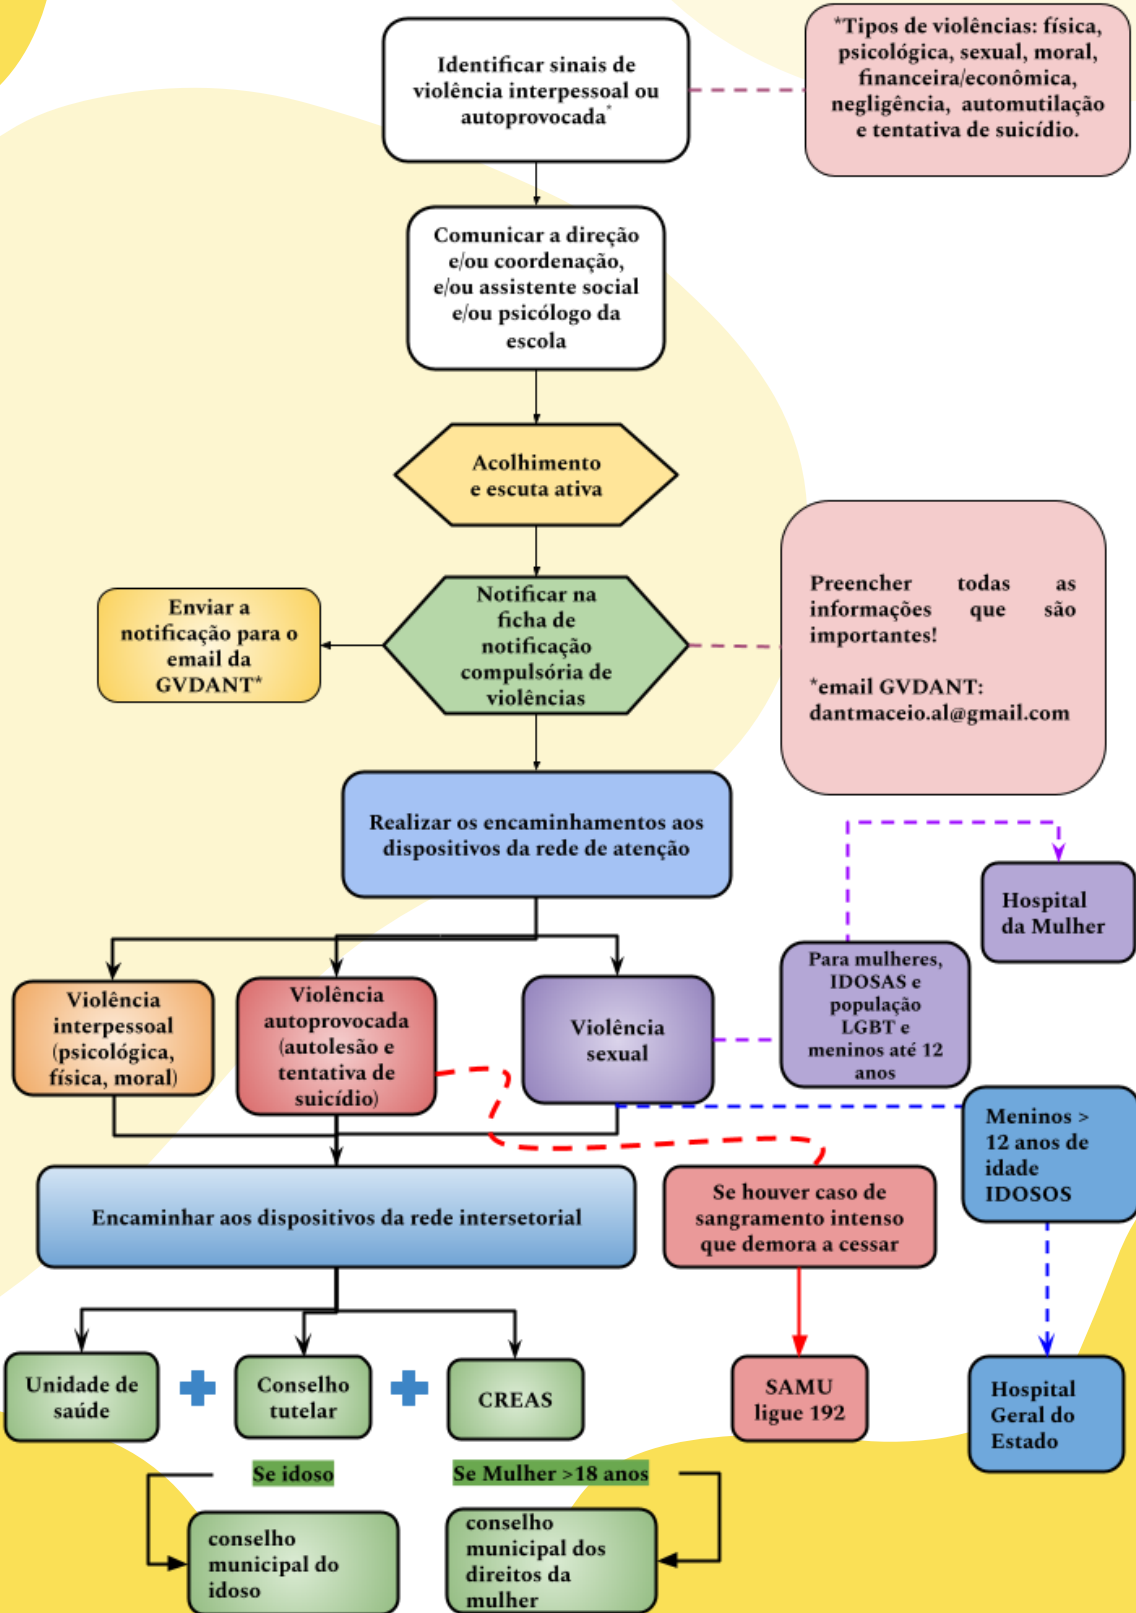 Identificar sinais de
violência interpessoal ou
autoprovocada*
*Tipos de violências: física,
psicológica, sexual, moral,
financeira/econômica,
negligência, automutilação
e tentativa de suicídio.
Comunicar a direção
e/ou coordenação,
e/ou assistente social
e/ou psicólogo da
escola
Acolhimento
e escuta ativa
Notificar na
ficha de
notificação
compulsória de
violências
Enviar a
notificação para o
email da
GVDANT*
Preencher todas as
informações que são
importantes!
*email GVDANT:
dantmaceio.al@gmail.com
Realizar os encaminhamentos aos
dispositivos da rede de atenção
Hospital
da Mulher
Para mulheres,
IDOSAS e
população
LGBT e
meninos até 12
anos
Violência
interpessoal
(psicológica,
física, moral)
Violência
autoprovocada
(autolesão e
tentativa de
suicídio)
Violência
sexual
Meninos >
12 anos de
idade
IDOSOS
Encaminhar aos dispositivos da rede intersetorial
Se houver caso de
sangramento intenso
que demora a cessar
Unidade de
saúde
Conselho
tutelar
CREAS
SAMU
ligue 192
Hospital
Geral do
Estado
Se idoso
Se Mulher >18 anos
conselho
municipal do
idoso
conselho
municipal dos
direitos da
mulher